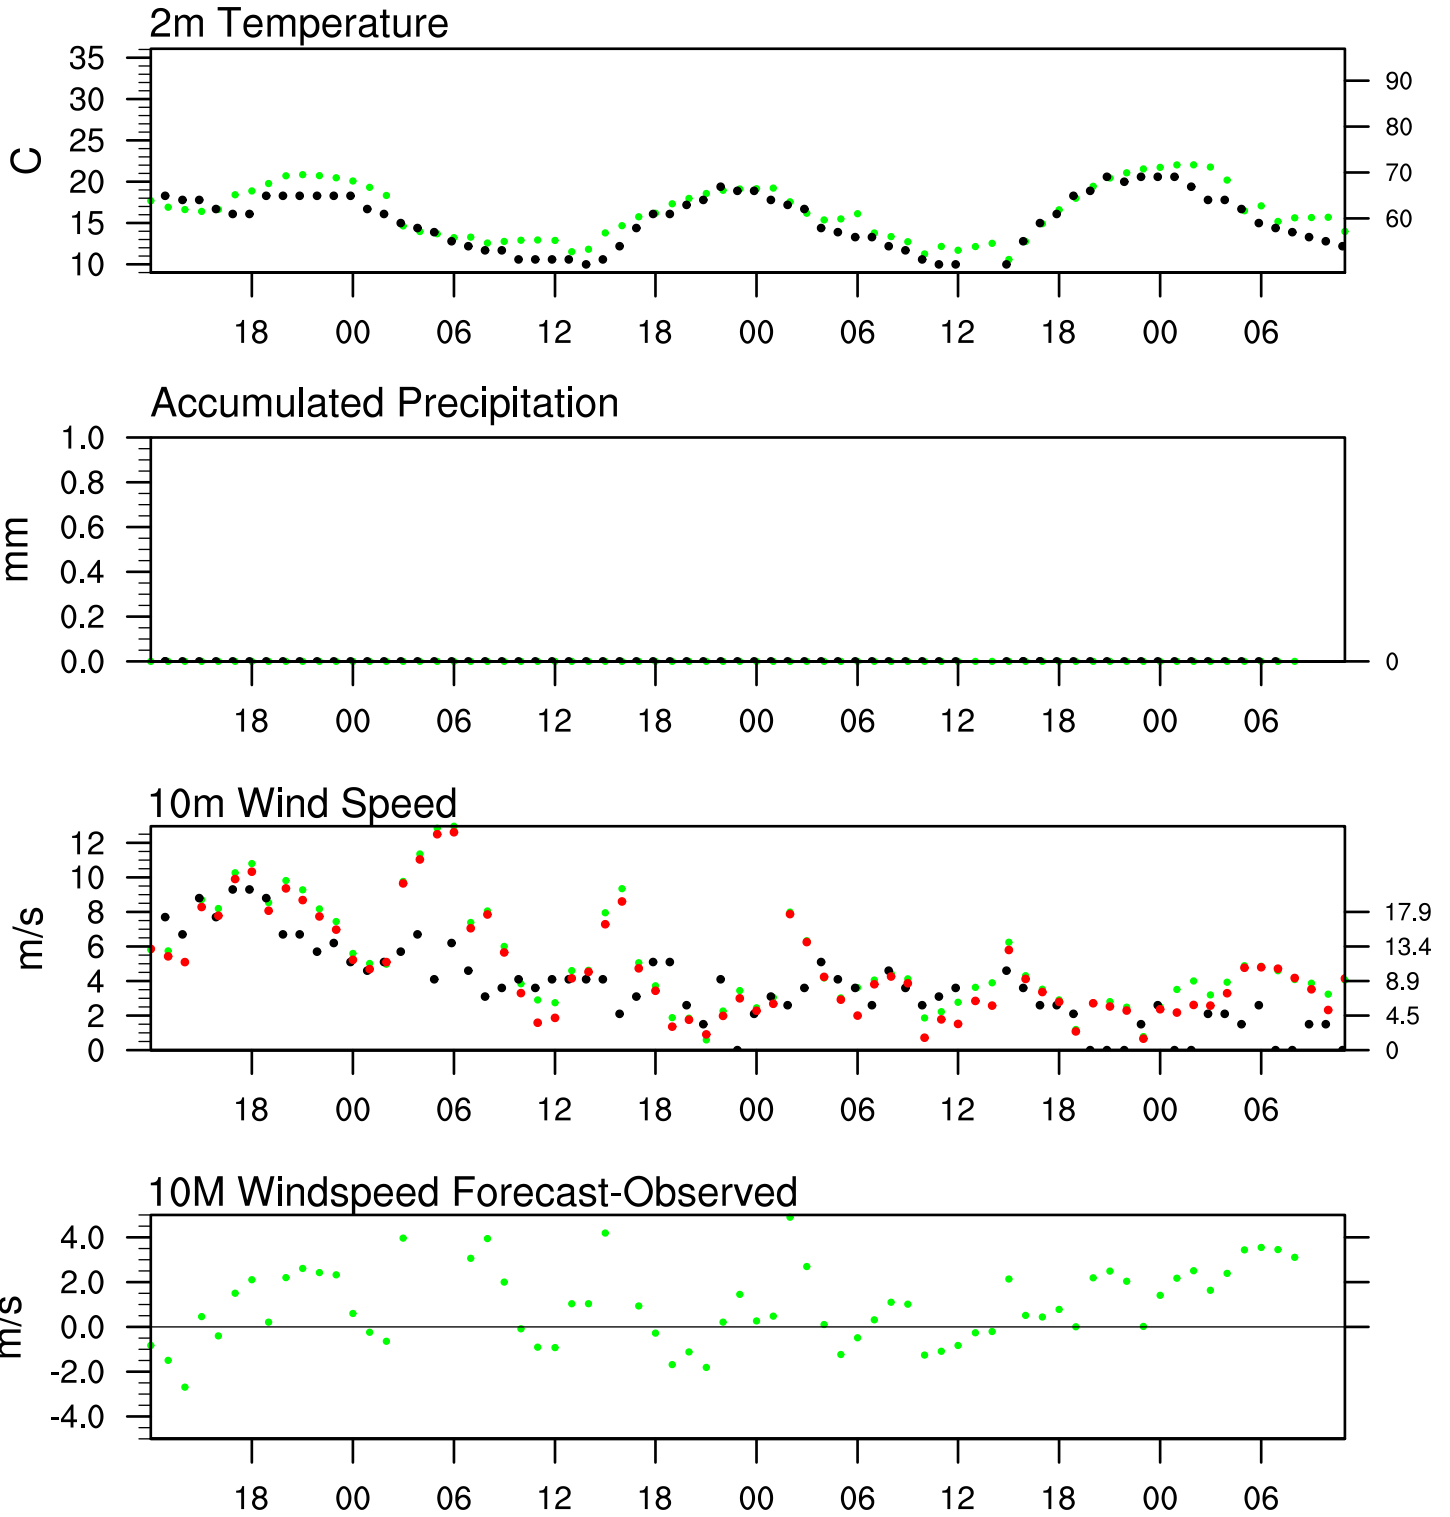 2m Temperature
35
30
25
20
15
10
C
90
80
70
60
18 00 06 12 18 00 06 12 18 00 06
Accumulated Precipitation
1.0
0.8
0.6
0.4
0.2
0.0
mm
0
18 00 06 12 18 00 06 12 18 00 06
10m Wind Speed
12
10
8
6
4
2
0
m/s
17.9
13.4
8.9
4.5
0
18 00 06 12 18 00 06 12 18 00 06
10M Windspeed Forecast-Observed
4.0
2.0
0.0
-2.0
-4.0
m/s
18 00 06 12 18 00 06 12 18 00 06